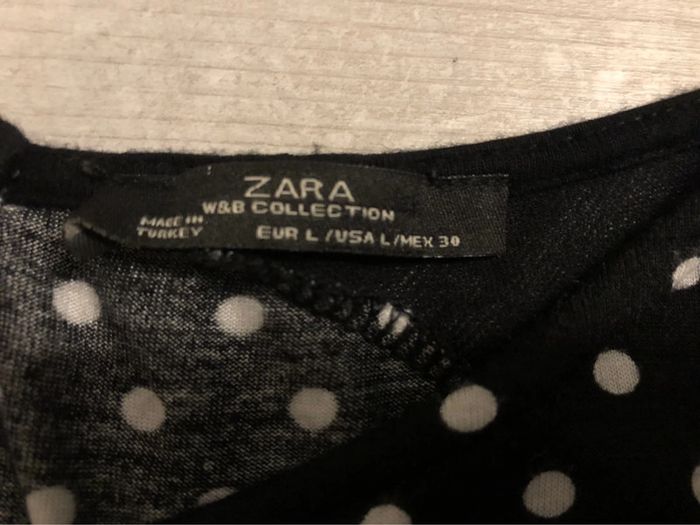 ZARA
W&B COLLECTION
MADE IN
TURKEY
EUR L / USA L / MEX 30